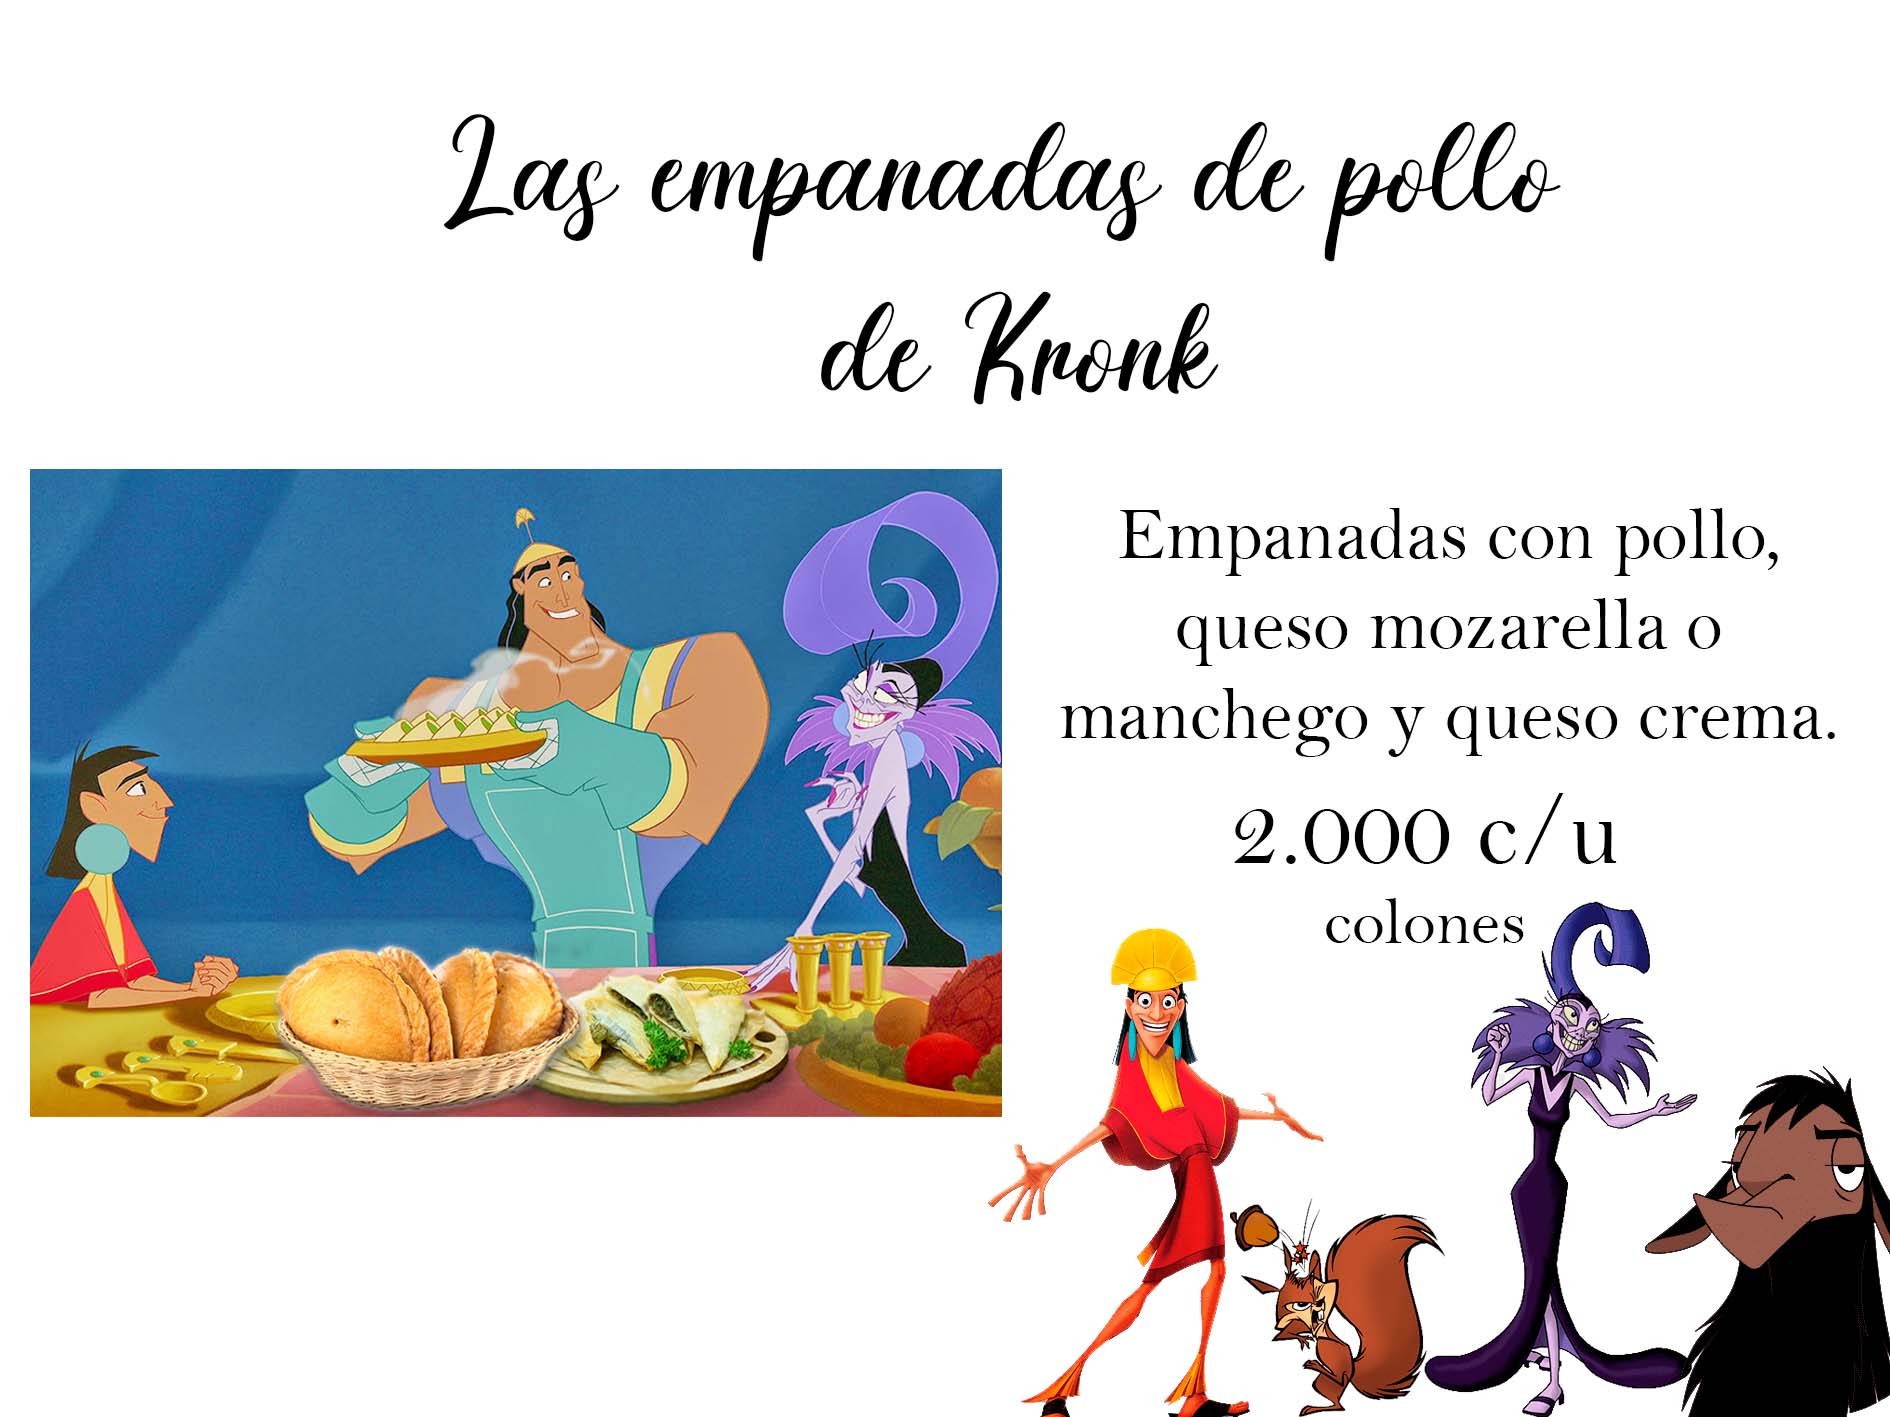 Las empanadas de pollo
de Kronk
Empanadas con pollo,
queso mozarella o
manchego y queso crema.
2.000 c/u
colones